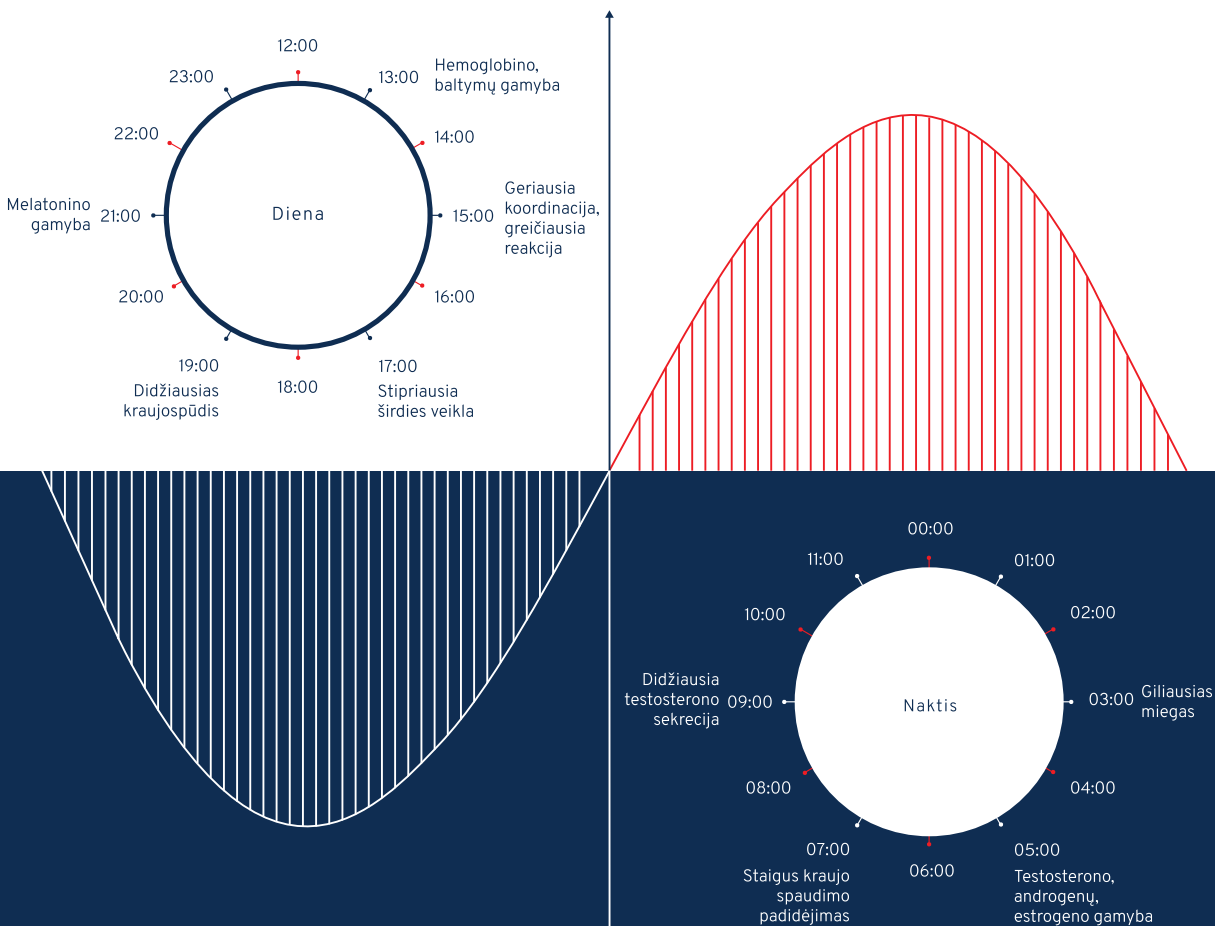 12:00
13:00
Hemoglobino,
baltymų gamyba
14:00
15:00
Geriausia
koordinacija,
greičiausia
reakcija
16:00
17:00
Stipriausia
širdies veikla
18:00
19:00
Didžiausias
kraujospūdis
20:00
Melatonino
gamyba
21:00
22:00
23:00
Diena
00:00
01:00
02:00
03:00
Giliausias
miegas
04:00
05:00
Testosterono,
androgenų,
estrogeno gamyba
06:00
07:00
Staigus kraujo
spaudimo
padidėjimas
08:00
Didžiausia
testosterono
sekrecija
09:00
10:00
11:00
Naktis